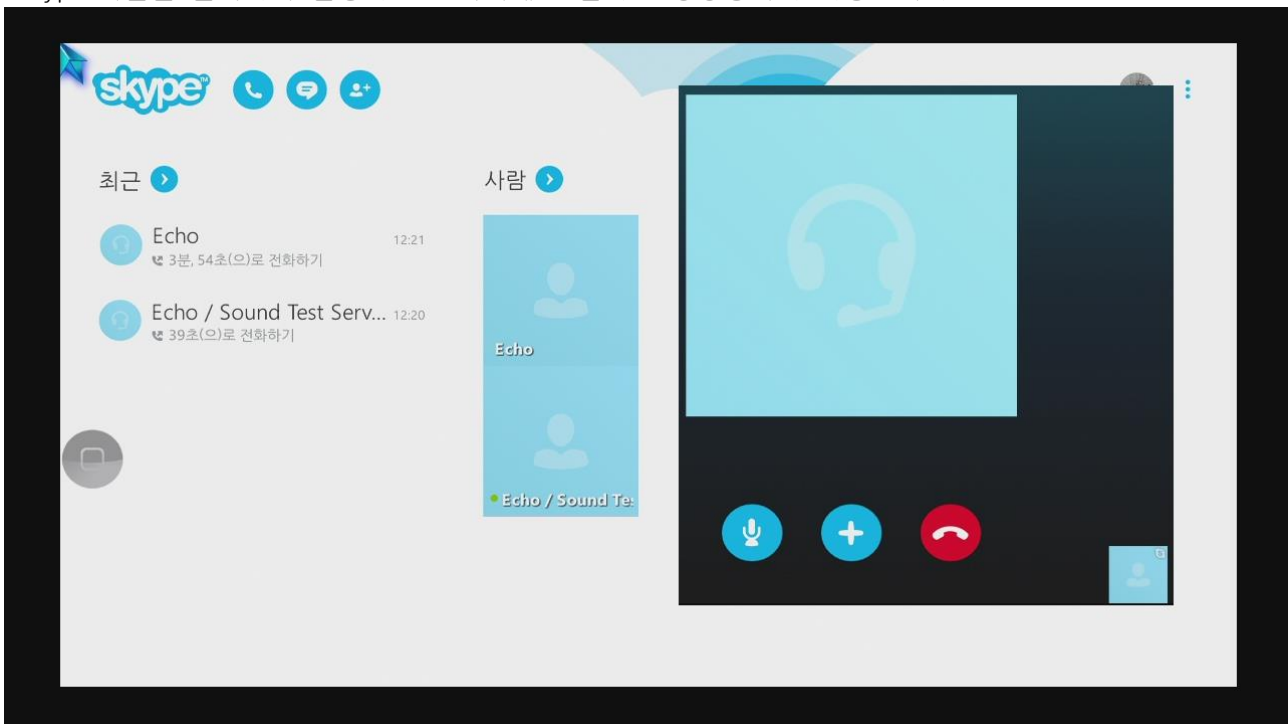 skype™
최근
사람
Echo
12:21
3분, 54초(으)로 전화하기
Echo / Sound Test Serv... 12:20
39초(으)로 전화하기
Echo
Echo / Sound Te